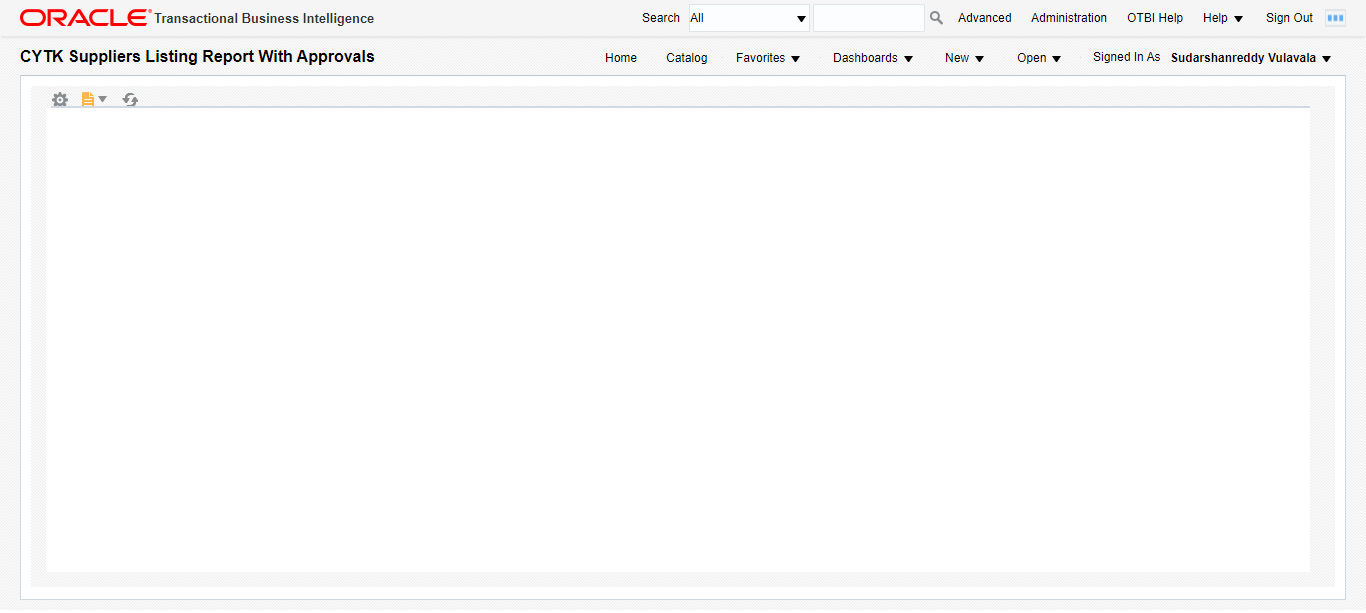 ORACLE Transactional Business Intelligence Search All Advanced Administration OTBI Help Help Sign Out
CYTK Suppliers Listing Report With Approvals Home Catalog Favorites Dashboards New Open Signed In As Sudarshanreddy Vulavala